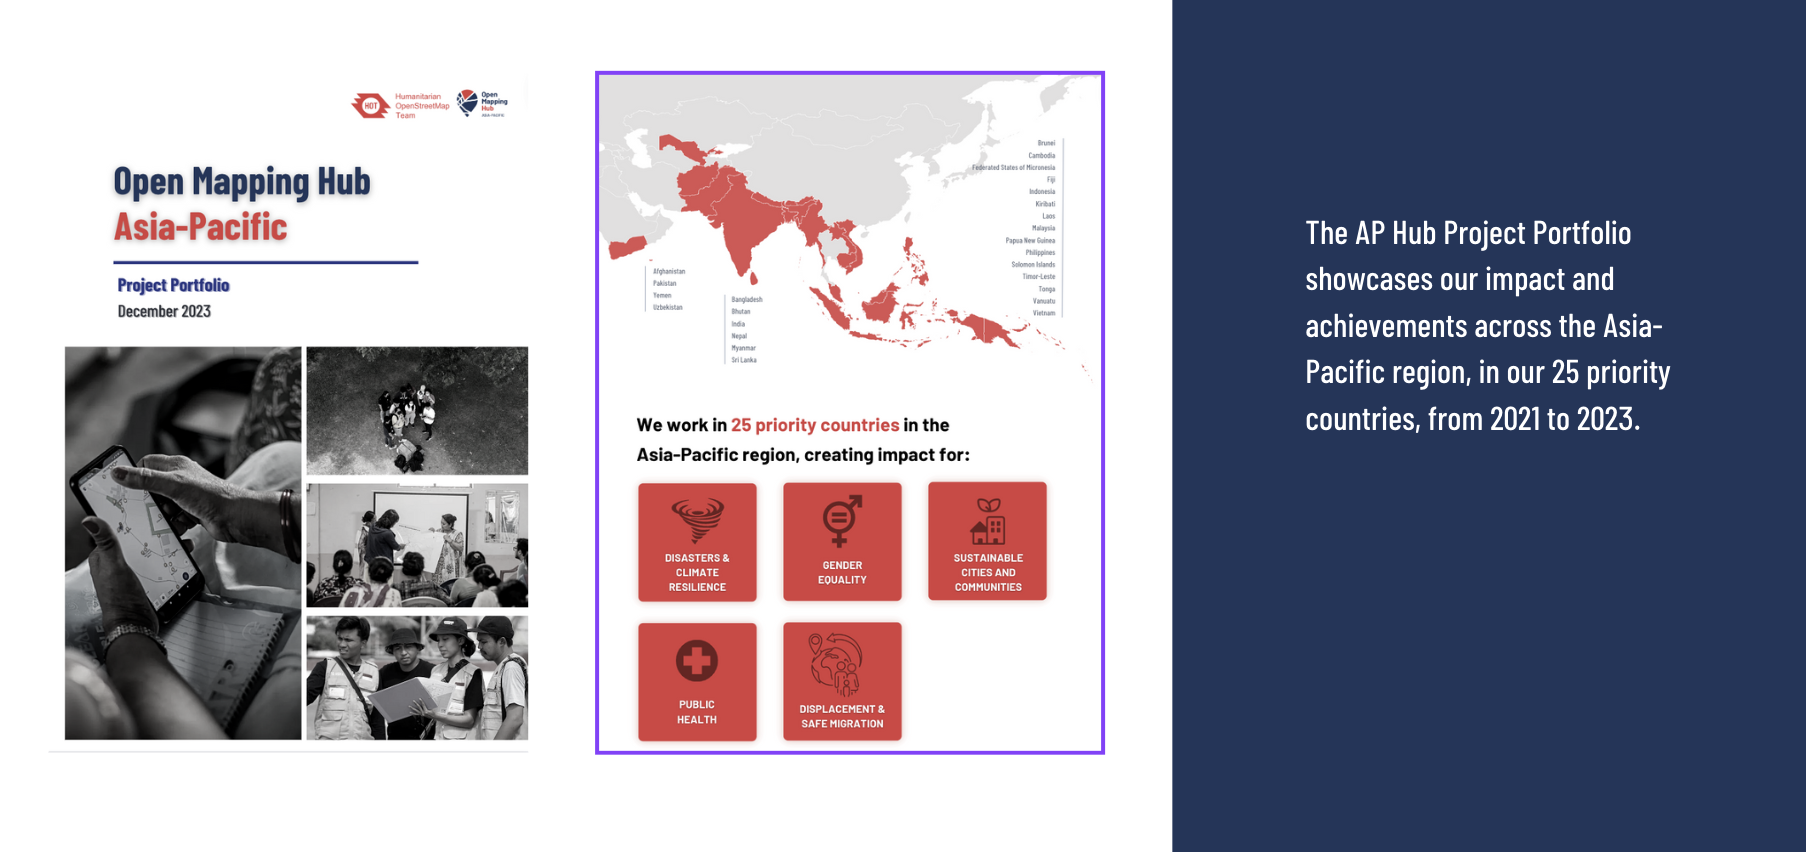 HOT
Humanitarian
OpenStreetMap
Team
Open
Mapping
Hub
ASIA-PACIFIC
Open Mapping Hub
Asia-Pacific
Project Portfolio
December 2023
Brunei
Cambodia
Federated States of Micronesia
Fiji
Indonesia
Kiribati
Laos
Malaysia
Papua New Guinea
Philippines
Solomon Islands
Timor-Leste
Tonga
Vanuatu
Vietnam
Afghanistan
Pakistan
Yemen
Uzbekistan
Bangladesh
Bhutan
India
Nepal
Myanmar
Sri Lanka
We work in 25 priority countries in the
Asia-Pacific region, creating impact for:
DISASTERS &
CLIMATE
RESILIENCE
GENDER
EQUALITY
SUSTAINABLE
CITIES AND
COMMUNITIES
PUBLIC
HEALTH
DISPLACEMENT &
SAFE MIGRATION
The AP Hub Project Portfolio
showcases our impact and
achievements across the Asia-
Pacific region, in our 25 priority
countries, from 2021 to 2023.